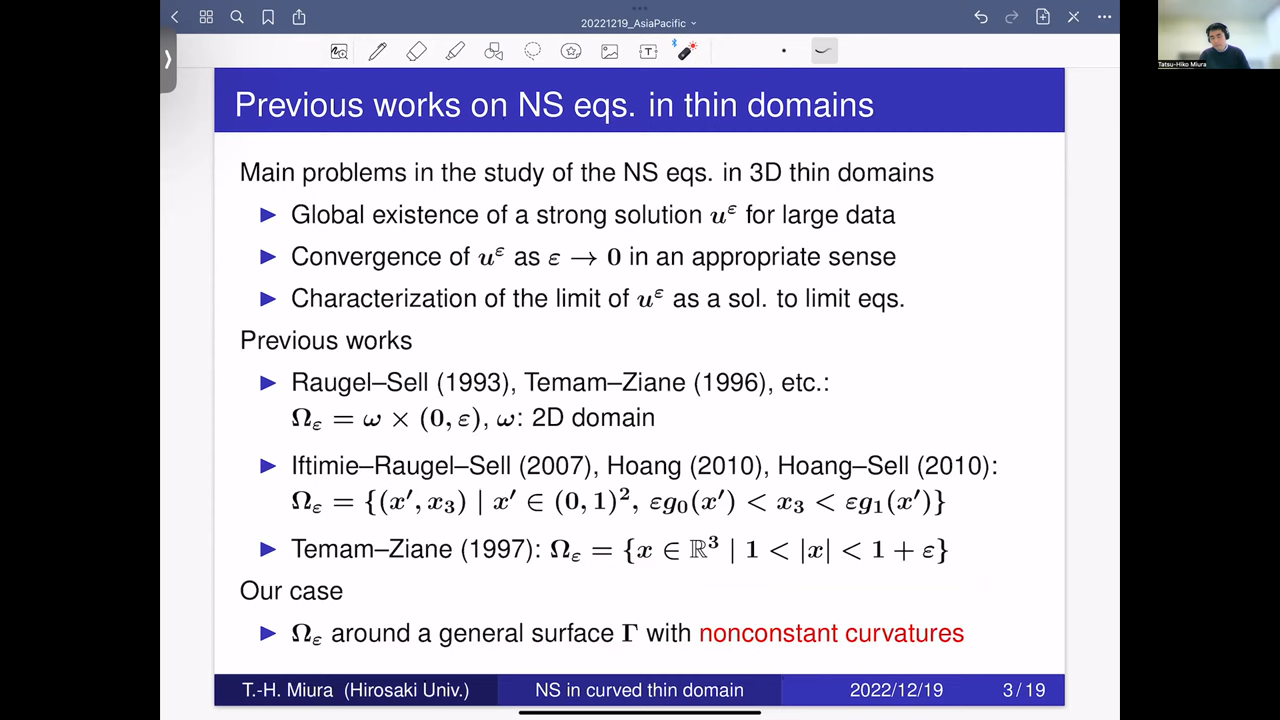 20221219_AsiaPacific
Tatsu-Hiko Miura
T
Previous works on NS eqs. in thin domains
Main problems in the study of the NS eqs. in 3D thin domains
▶ Global existence of a strong solution u^ε for large data
▶ Convergence of u^ε as ε → 0 in an appropriate sense
▶ Characterization of the limit of u^ε as a sol. to limit eqs.
Previous works
▶ Raugel–Sell (1993), Temam–Ziane (1996), etc.:
Ω_ε = ω × (0, ε), ω: 2D domain
▶ Iftimie–Raugel–Sell (2007), Hoang (2010), Hoang–Sell (2010):
Ω_ε = {(x′, x_3) | x′ ∈ (0, 1)^2, εg_0(x′) < x_3 < εg_1(x′)}
▶ Temam–Ziane (1997): Ω_ε = {x ∈ ℝ^3 | 1 < |x| < 1 + ε}
Our case
▶ Ω_ε around a general surface Γ with nonconstant curvatures
T.-H. Miura (Hirosaki Univ.) NS in curved thin domain 2022/12/19 3 / 19